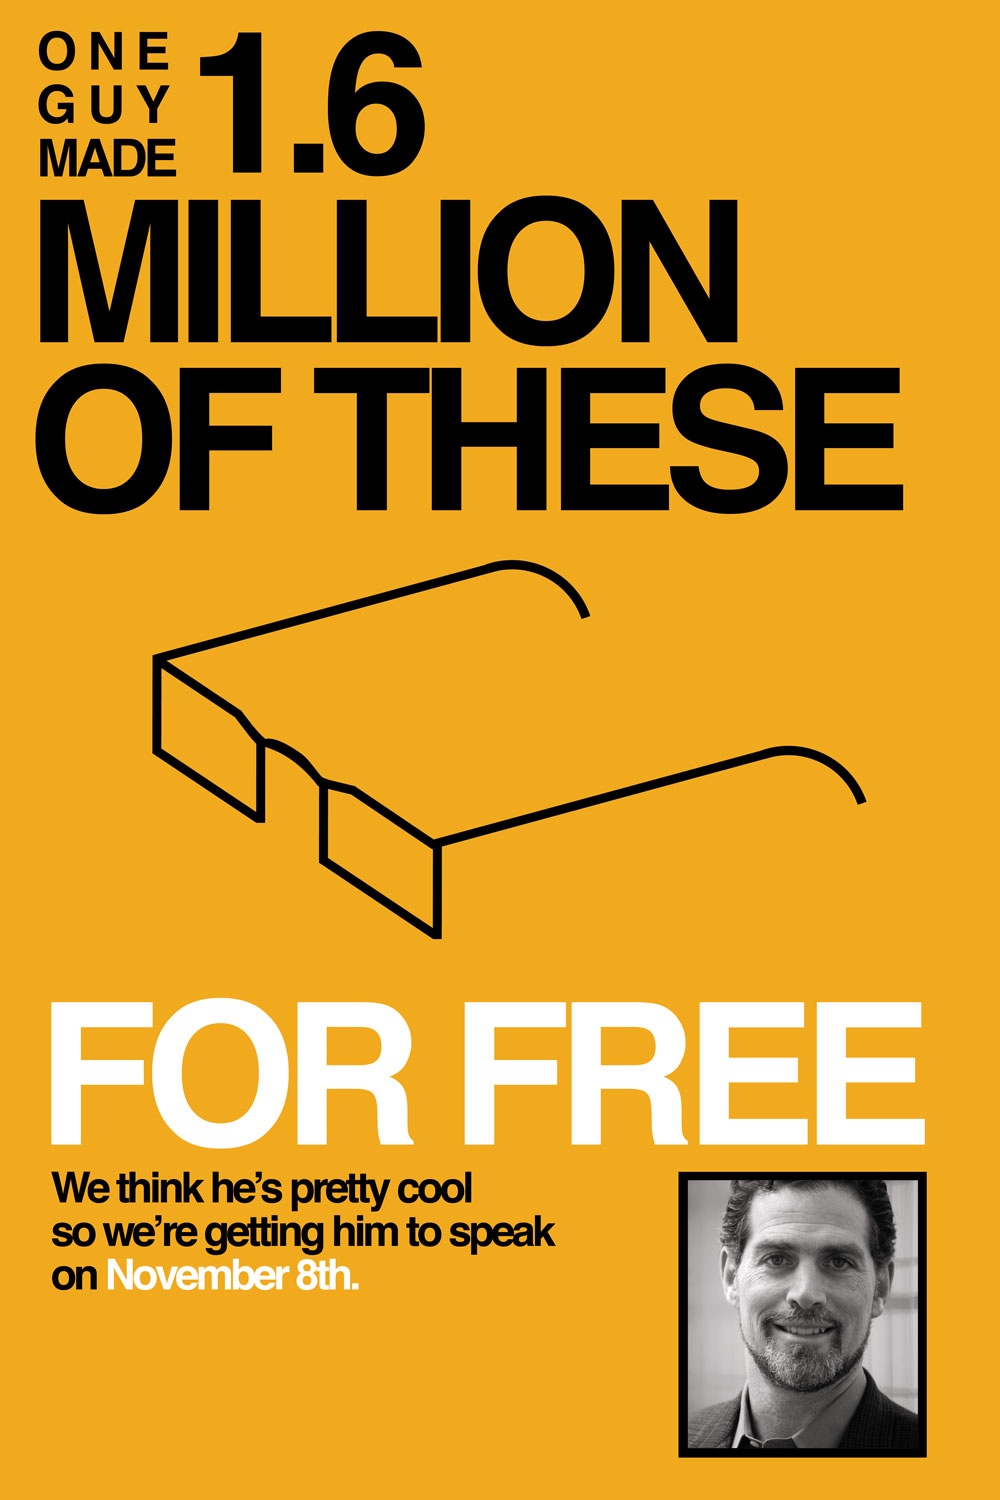 ONE
GUY
MADE
1.6
MILLION
OF THESE
FOR FREE
We think he’s pretty cool
so we’re getting him to speak
on November 8th.